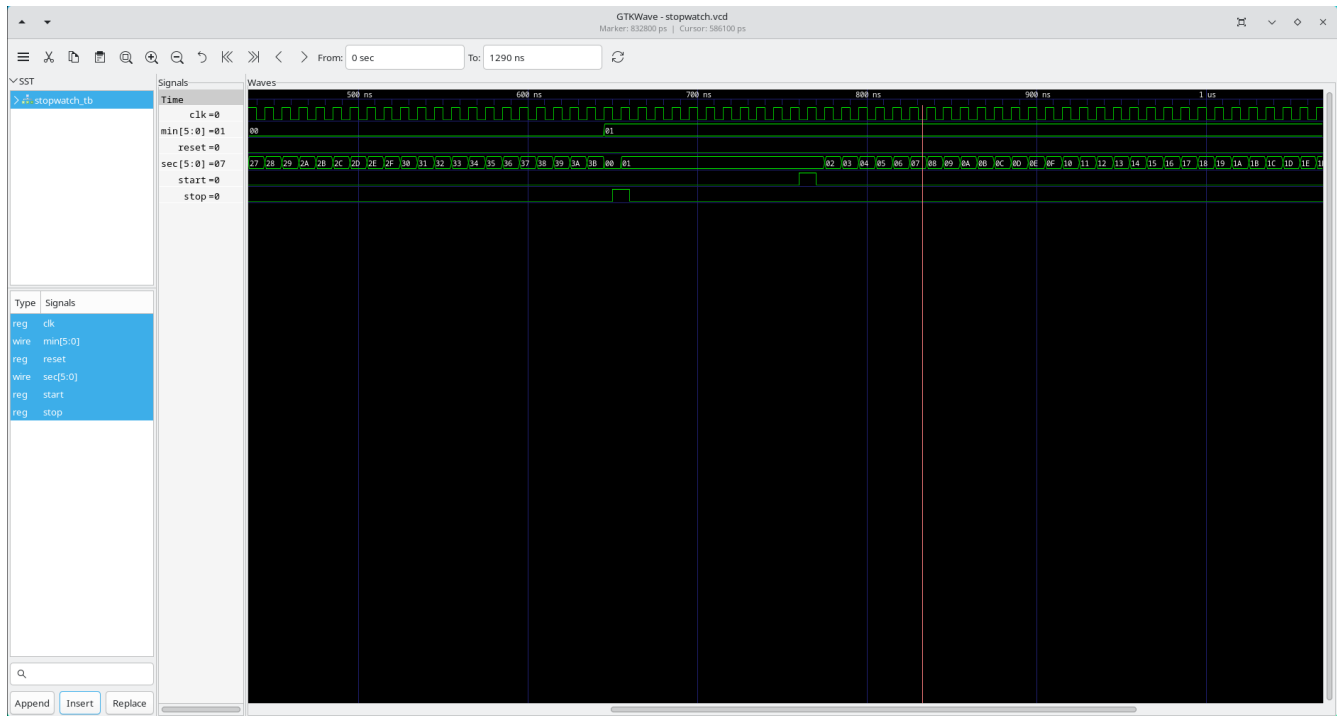 GTKWave - stopwatch.vcd
Marker: 832800 ps | Cursor: 586100 ps
From: 0 sec To: 1290 ns
SST
stopwatch_tb
Type Signals
reg clk
wire min[5:0]
reg reset
wire sec[5:0]
reg start
reg stop
Append Insert Replace
Signals
Time
clk=0
min[5:0]=01
reset=0
sec[5:0]=07
start=0
stop=0
Waves
500 ns 600 ns 700 ns 800 ns 900 ns 1 us
00 01
27 28 29 2A 2B 2C 2D 2E 2F 30 31 32 33 34 35 36 37 38 39 3A 3B 00 01 02 03 04 05 06 07 08 09 0A 0B 0C 0D 0E 0F 10 11 12 13 14 15 16 17 18 19 1A 1B 1C 1D 1E